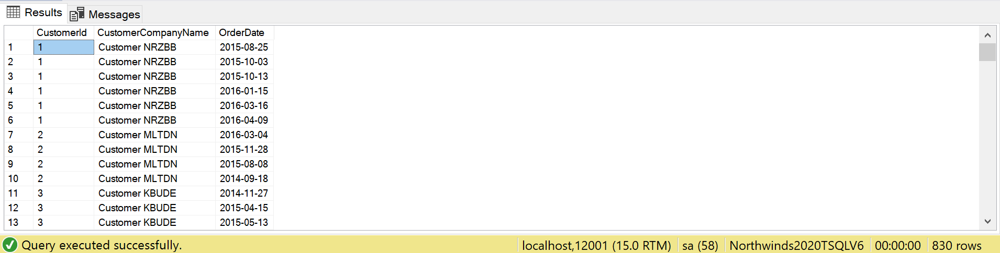 Results Messages
CustomerId CustomerCompanyName OrderDate
1 1 Customer NRZBB 2015-08-25
2 1 Customer NRZBB 2015-10-03
3 1 Customer NRZBB 2015-10-13
4 1 Customer NRZBB 2016-01-15
5 1 Customer NRZBB 2016-03-16
6 1 Customer NRZBB 2016-04-09
7 2 Customer MLTDN 2016-03-04
8 2 Customer MLTDN 2015-11-28
9 2 Customer MLTDN 2015-08-08
10 2 Customer MLTDN 2014-09-18
11 3 Customer KBUDE 2014-11-27
12 3 Customer KBUDE 2015-04-15
13 3 Customer KBUDE 2015-05-13
Query executed successfully. localhost,12001 (15.0 RTM) sa (58) Northwinds2020TSQLV6 00:00:00 830 rows